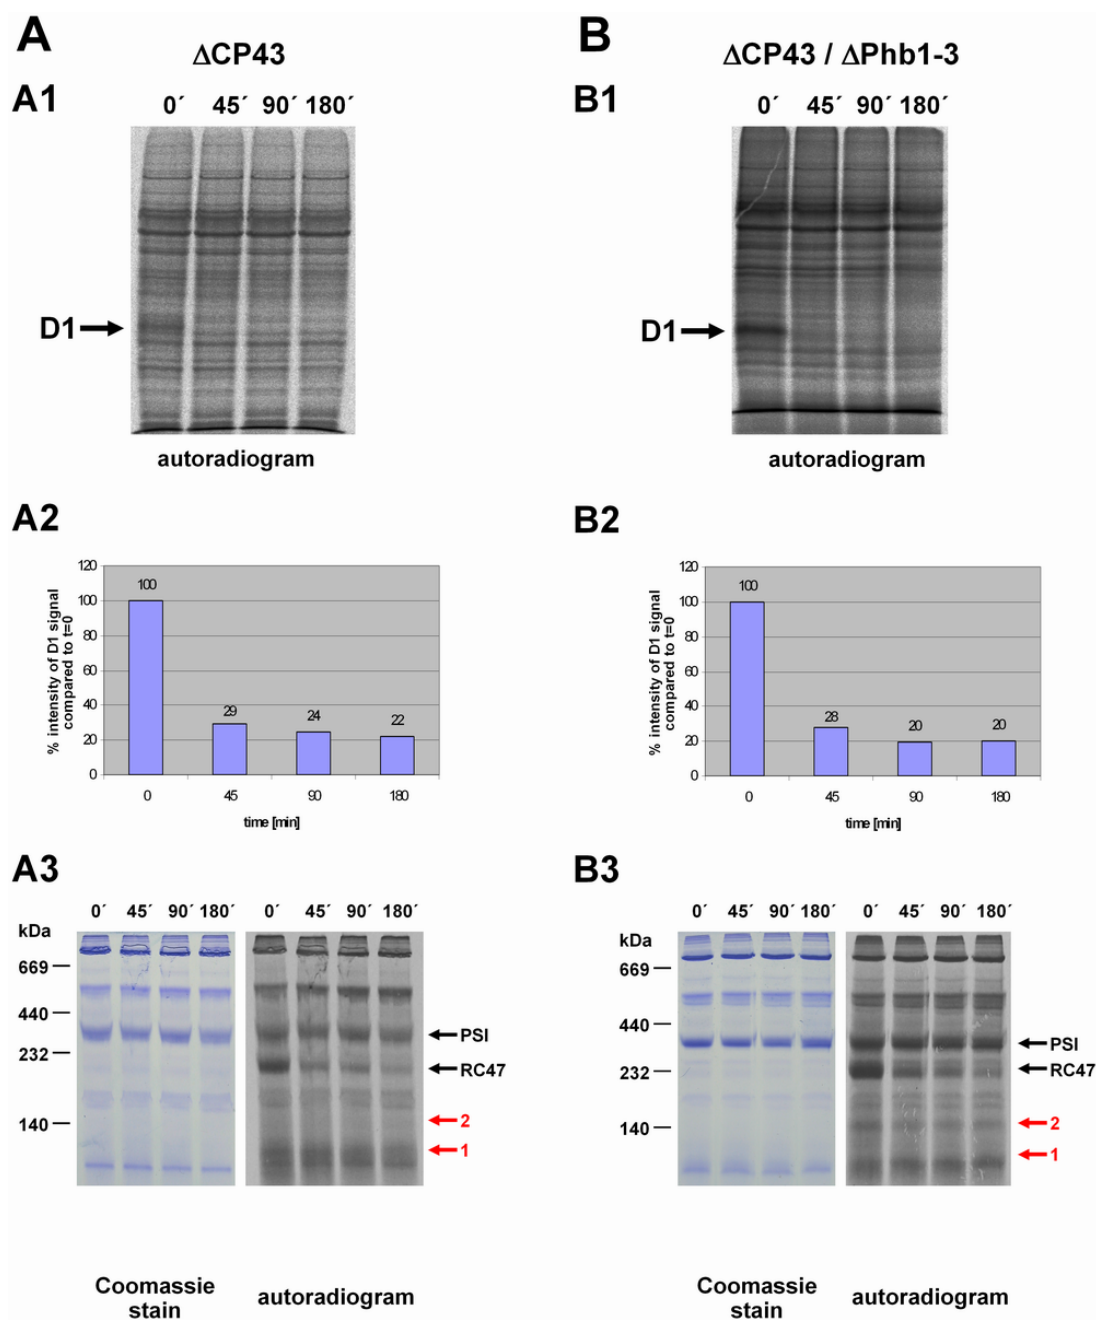 A
ΔCP43
A1
0´ 45´ 90´ 180´
D1
autoradiogram
B
ΔCP43 / ΔPhb1-3
B1
0´ 45´ 90´ 180´
D1
autoradiogram
A2
% intensity of D1 signal
compared to t=0
120
100
80
60
40
20
0
100
29
24
22
0 45 90 180
time [min]
B2
% intensity of D1 signal
compared to t=0
120
100
80
60
40
20
0
100
28
20
20
0 45 90 180
time [min]
A3
0´ 45´ 90´ 180´ 0´ 45´ 90´ 180´
kDa
669
440
232
140
PSI
RC47
2
1
Coomassie
stain
autoradiogram
B3
0´ 45´ 90´ 180´ 0´ 45´ 90´ 180´
kDa
669
440
232
140
PSI
RC47
2
1
Coomassie
stain
autoradiogram